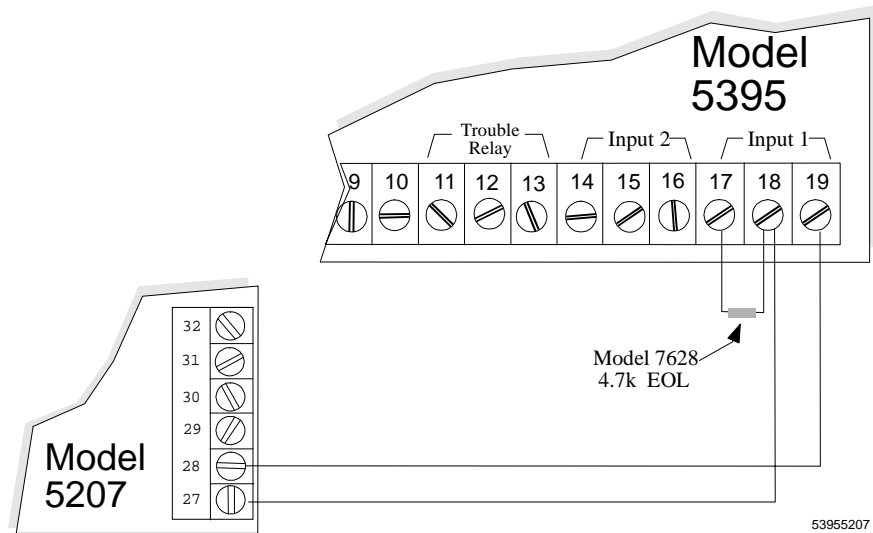 Model
5395
Trouble
Relay
Input 2
Input 1
9 10 11 12 13 14 15 16 17 18 19
32
31
30
29
28
27
Model 7628
4.7k EOL
Model
5207
53955207